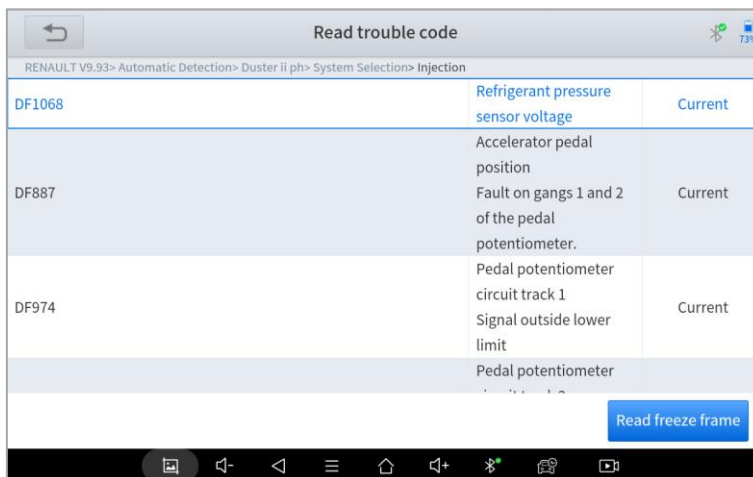 Read trouble code
73%
RENAULT V9.93> Automatic Detection> Duster ii ph> System Selection> Injection
DF1068
Refrigerant pressure
sensor voltage
Current
DF887
Accelerator pedal
position
Fault on gangs 1 and 2
of the pedal
potentiometer.
Current
DF974
Pedal potentiometer
circuit track 1
Signal outside lower
limit
Current
Pedal potentiometer
Read freeze frame